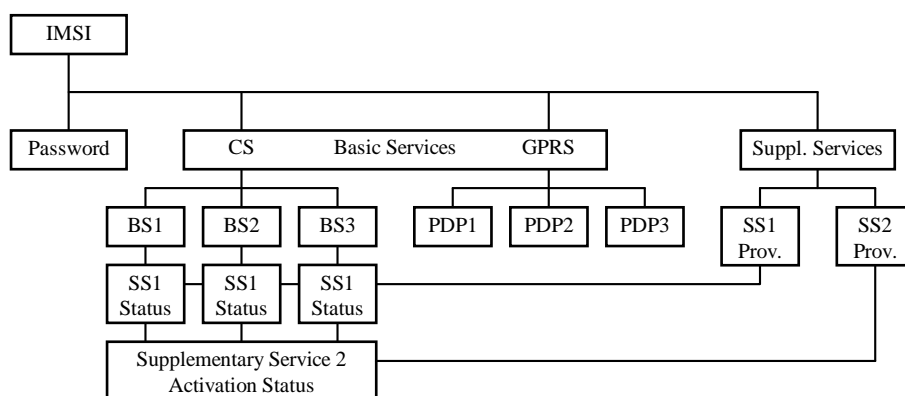 IMSI
Password
CS Basic Services GPRS
Suppl. Services
BS1
BS2
BS3
PDP1
PDP2
PDP3
SS1
Prov.
SS2
Prov.
SS1
Status
SS1
Status
SS1
Status
Supplementary Service 2
Activation Status